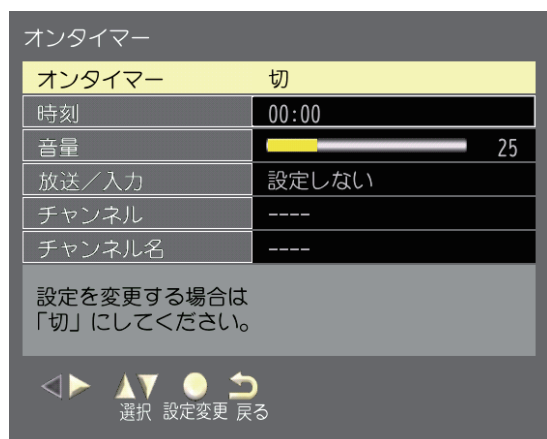 オンタイマー
オンタイマー 切
時刻 00:00
音量 25
放送／入力 設定しない
チャンネル ----
チャンネル名 ----
設定を変更する場合は
「切」にしてください。
選択 設定変更 戻る